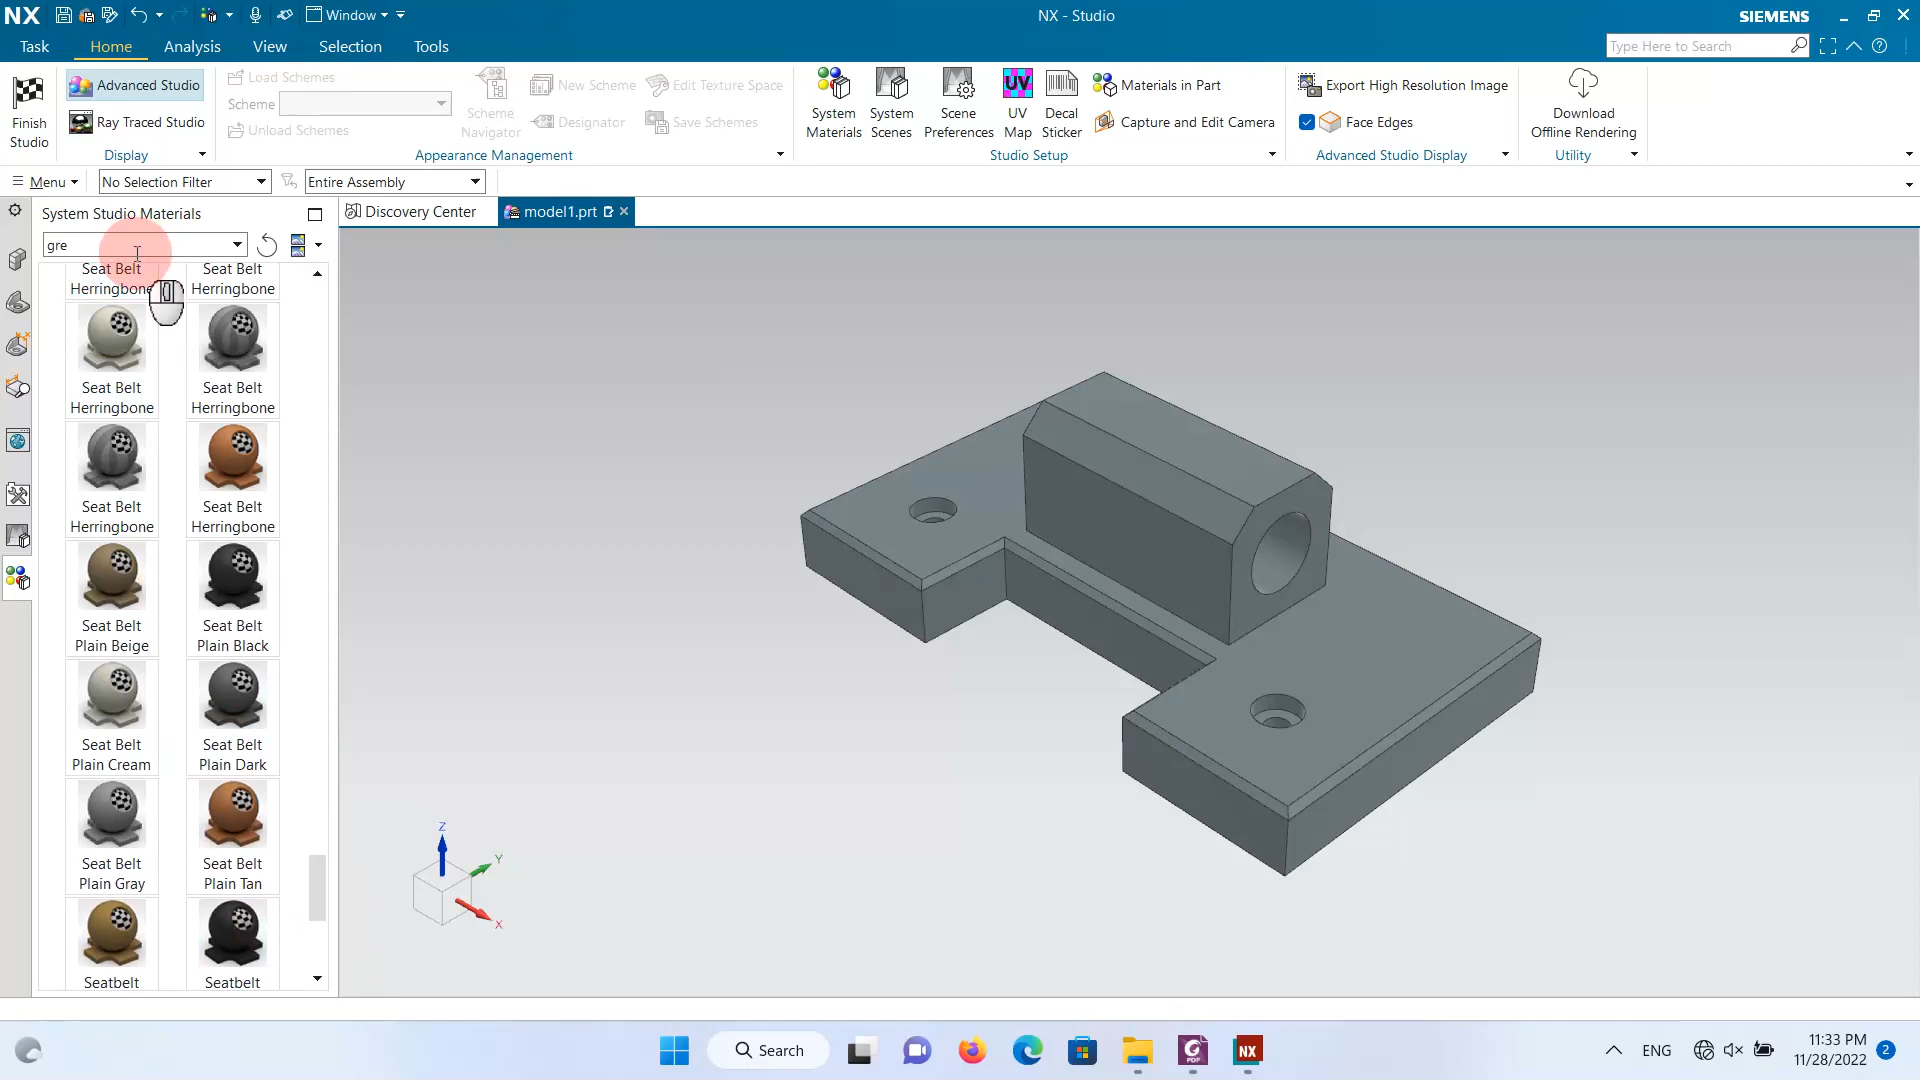 NX
Window
NX - Studio
SIEMENS
Task
Home
Analysis
View
Selection
Tools
Type Here to Search
Finish
Studio
Advanced Studio
Ray Traced Studio
Display
Load Schemes
Scheme
Unload Schemes
Scheme
Navigator
New Scheme
Designator
Edit Texture Space
Save Schemes
Appearance Management
System
Materials
System
Scenes
Scene
Preferences
UV
UV
Map
Decal
Sticker
Materials in Part
Capture and Edit Camera
Studio Setup
Export High Resolution Image
Face Edges
Advanced Studio Display
Download
Offline Rendering
Utility
Menu
No Selection Filter
Entire Assembly
System Studio Materials
Discovery Center
model1.prt
gre
Seat Belt
Herringbone
Seat Belt
Herringbone
Seat Belt
Herringbone
Seat Belt
Herringbone
Seat Belt
Herringbone
Seat Belt
Herringbone
Seat Belt
Plain Beige
Seat Belt
Plain Black
Seat Belt
Plain Cream
Seat Belt
Plain Dark
Seat Belt
Plain Gray
Seat Belt
Plain Tan
Seatbelt
Seatbelt
Z
Y
X
Search
PDF
NX
ENG
11:33 PM
11/28/2022
2